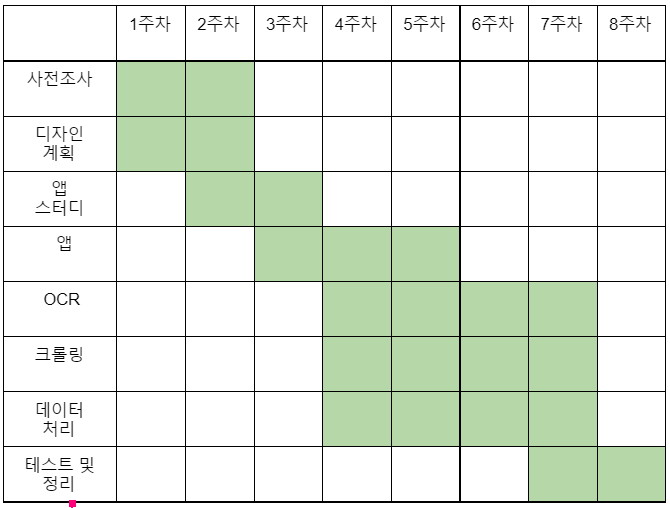 1주차 2주차 3주차 4주차 5주차 6주차 7주차 8주차
사전조사
디자인
계획
앱
스터디
앱
OCR
크롤링
데이터
처리
테스트 및
정리